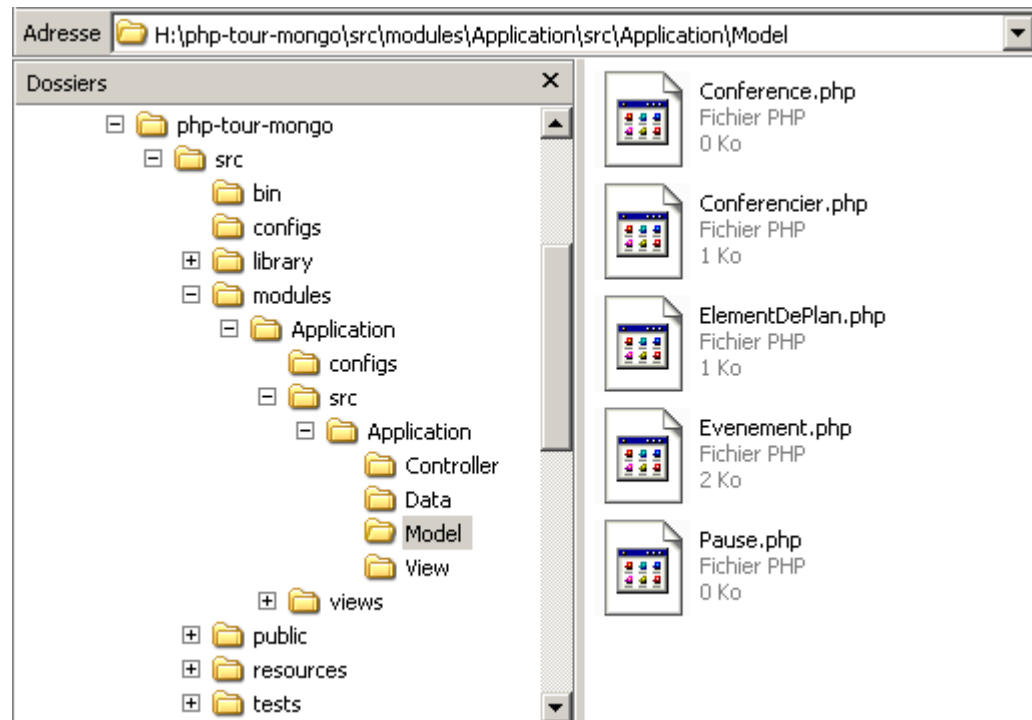 Adresse H:\php-tour-mongo\src\modules\Application\src\Application\Model
Dossiers
php-tour-mongo
src
bin
configs
library
modules
Application
configs
src
Application
Controller
Data
Model
View
views
public
resources
tests
Conference.php
Fichier PHP
0 Ko
Conferencier.php
Fichier PHP
1 Ko
ElementDePlan.php
Fichier PHP
1 Ko
Evenement.php
Fichier PHP
2 Ko
Pause.php
Fichier PHP
0 Ko